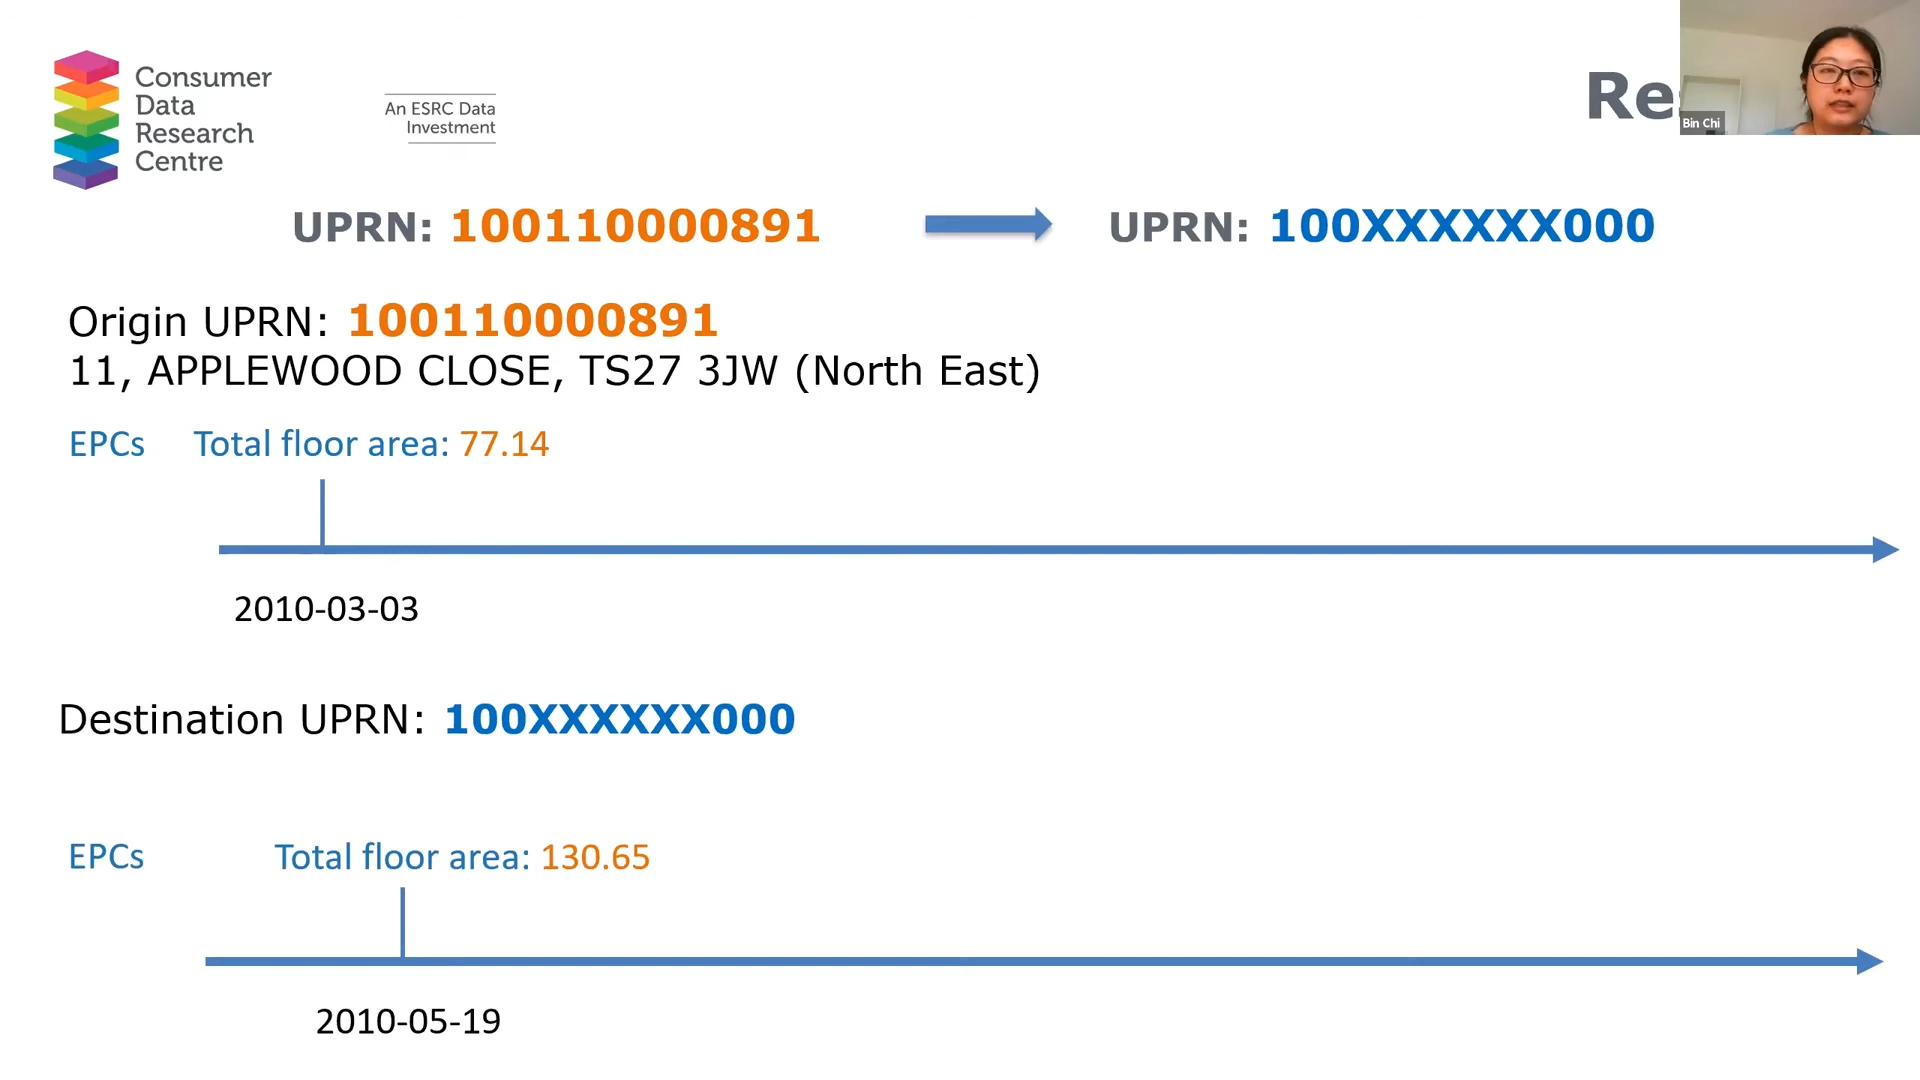 Consumer
Data
Research
Centre
An ESRC Data
Investment
Bin Chi
UPRN: 100110000891
UPRN: 100XXXXXX000
Origin UPRN: 100110000891
11, APPLEWOOD CLOSE, TS27 3JW (North East)
EPCs Total floor area: 77.14
2010-03-03
Destination UPRN: 100XXXXXX000
EPCs Total floor area: 130.65
2010-05-19